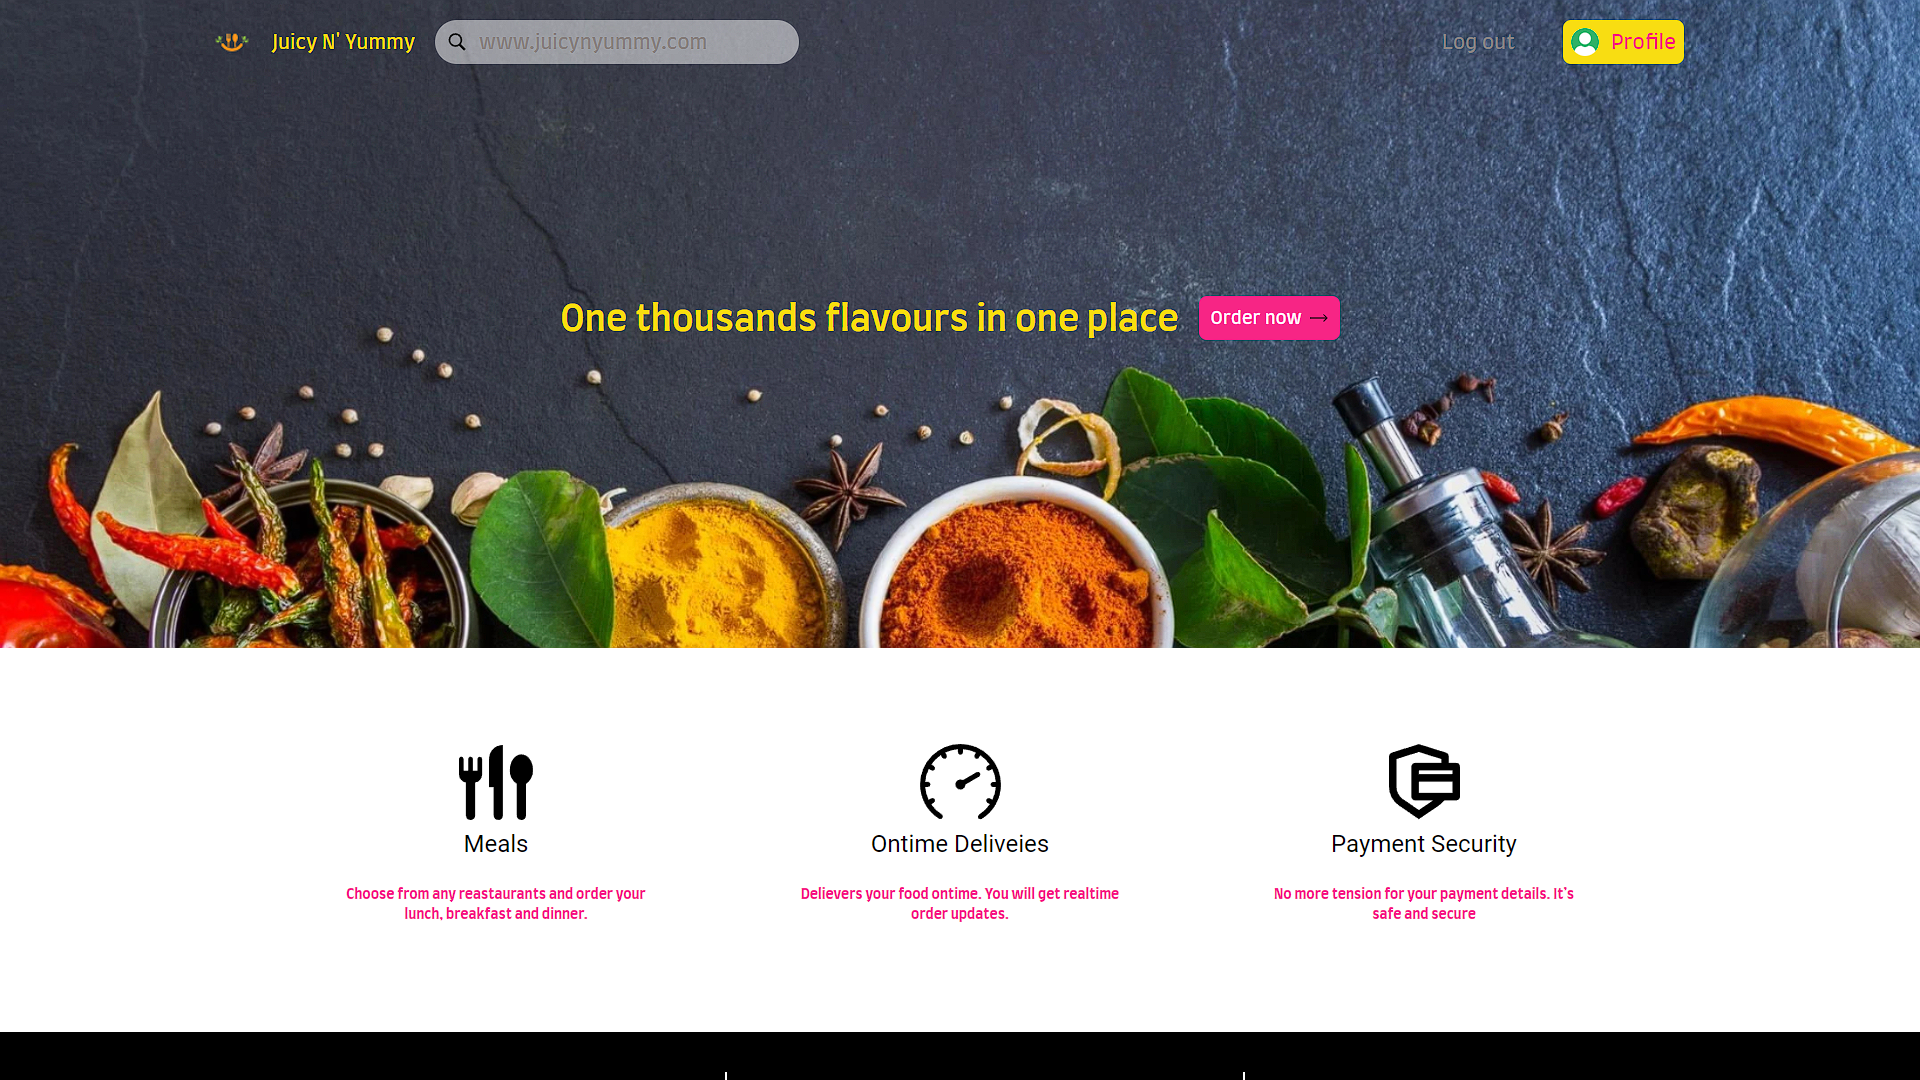 Juicy N' Yummy
www.juicynyummy.com
Log out
Profile
One thousands flavours in one place
Order now →
Meals
Ontime Deliveies
Payment Security
Choose from any reastaurants and order your
lunch, breakfast and dinner.
Delievers your food ontime. You will get realtime
order updates.
No more tension for your payment details. It's
safe and secure